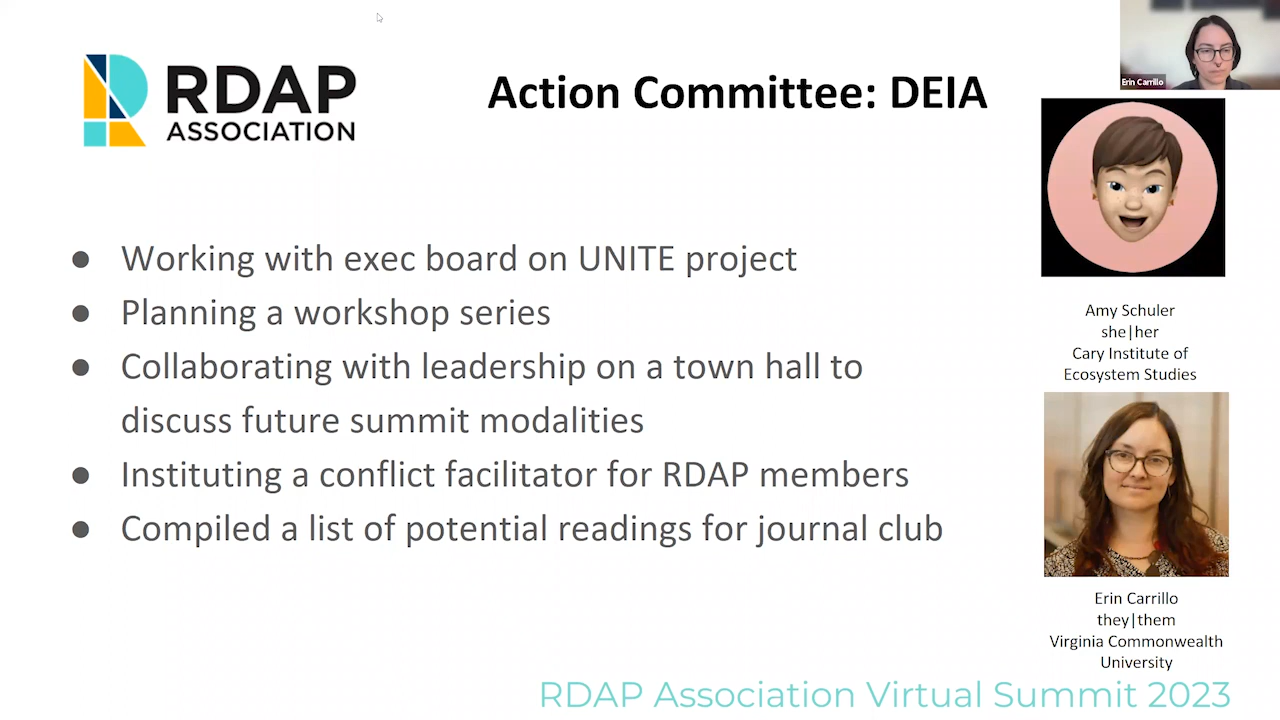 RDAP
ASSOCIATION
Action Committee: DEIA
Erin Carrillo
● Working with exec board on UNITE project
● Planning a workshop series
● Collaborating with leadership on a town hall to
discuss future summit modalities
● Instituting a conflict facilitator for RDAP members
● Compiled a list of potential readings for journal club
Amy Schuler
she|her
Cary Institute of
Ecosystem Studies
Erin Carrillo
they|them
Virginia Commonwealth
University
RDAP Association Virtual Summit 2023